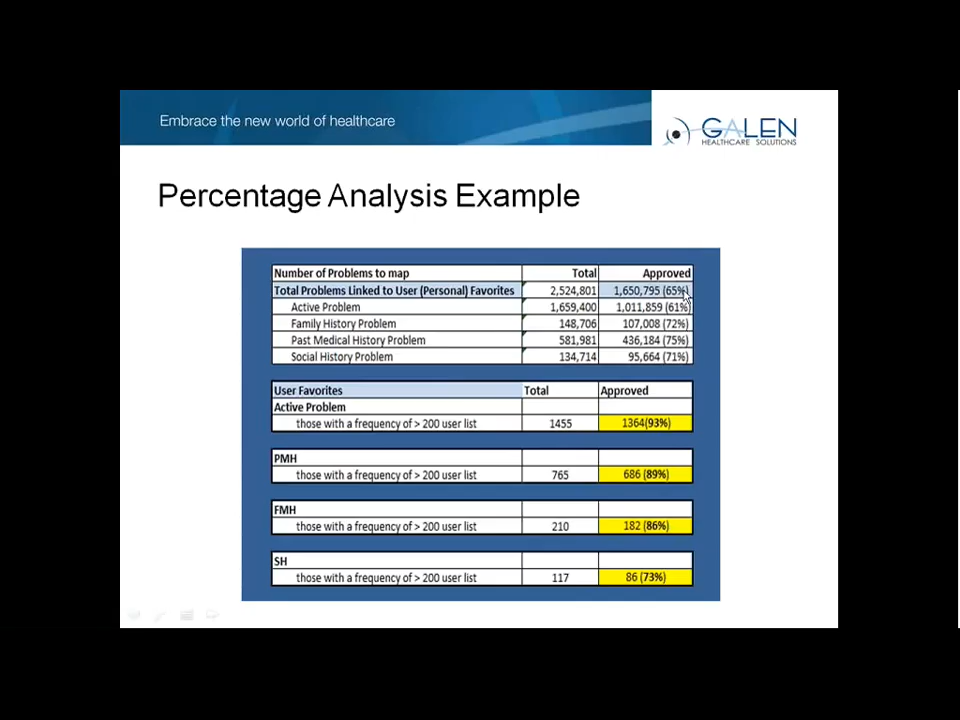 Embrace the new world of healthcare
GALEN
HEALTHCARE SOLUTIONS
Percentage Analysis Example
Number of Problems to map Total Approved
Total Problems Linked to User (Personal) Favorites 2,524,801 1,650,795 (65%)
Active Problem 1,659,400 1,011,859 (61%)
Family History Problem 148,706 107,008 (72%)
Past Medical History Problem 581,981 436,184 (75%)
Social History Problem 134,714 95,664 (71%)
User Favorites Total Approved
Active Problem
those with a frequency of > 200 user list 1455 1364(93%)
PMH
those with a frequency of > 200 user list 765 686 (89%)
FMH
those with a frequency of > 200 user list 210 182 (86%)
SH
those with a frequency of > 200 user list 117 86 (73%)